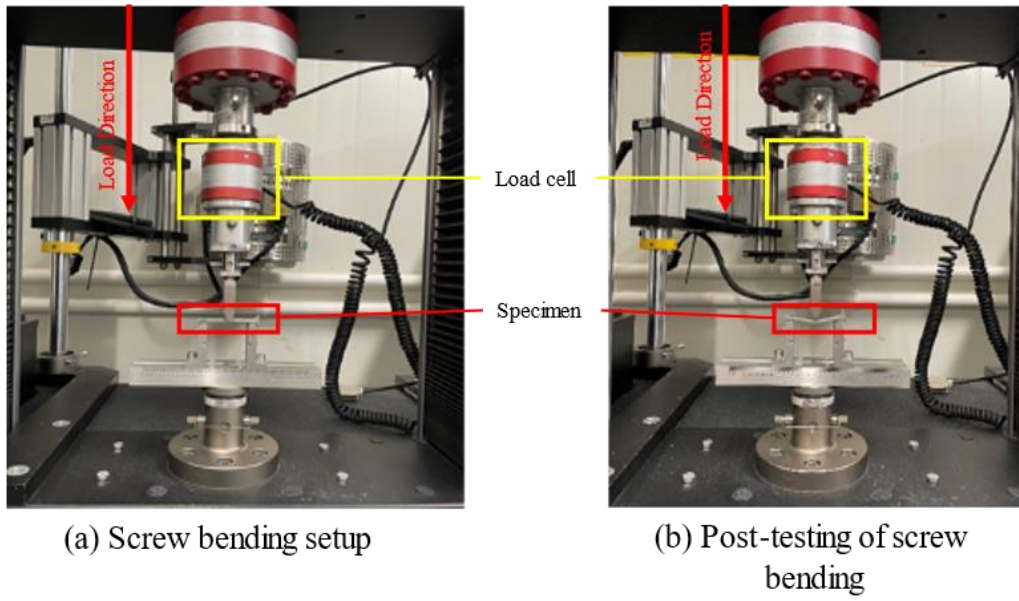 Load Direction
Load Direction
Load cell
Specimen
(a) Screw bending setup
(b) Post-testing of screw
bending